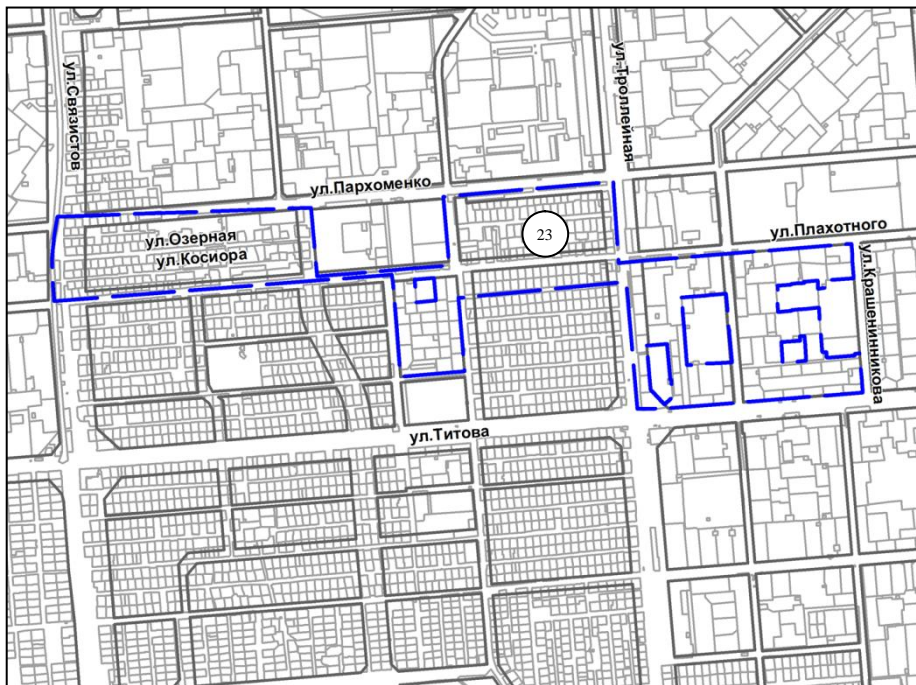 ул.Связистов
ул.Троллейная
ул.Пархоменко
ул.Плахотного
23
ул.Озерная
ул.Косиора
ул.Крашенинникова
ул.Титова